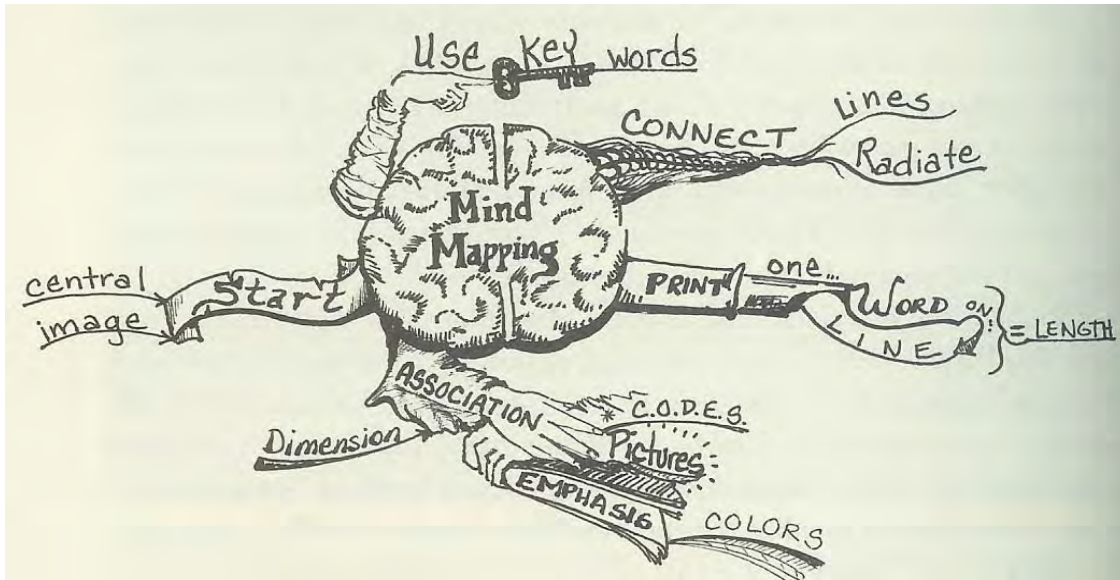 Use Key words
CONNECT
Lines
Radiate
Mind
Mapping
central
image
Start
PRINT
one...
WORD ON..
LINE
= LENGTH
ASSOCIATION
Dimension
* C.O.D.E.S.
Pictures
EMPHASIS
COLORS